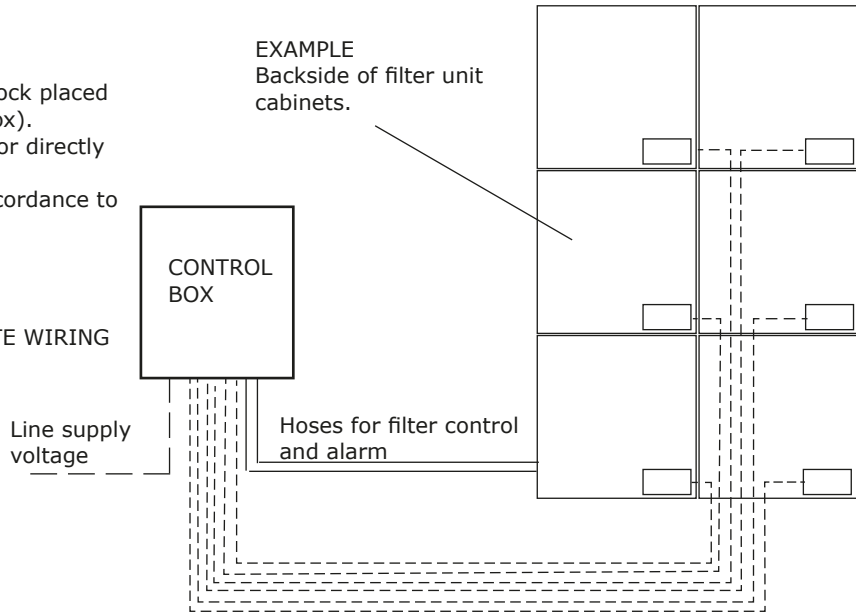 ock placed
ox).
or directly
cordance to
TE WIRING
EXAMPLE
Backside of filter unit
cabinets.
CONTROL
BOX
Line supply
voltage
Hoses for filter control
and alarm